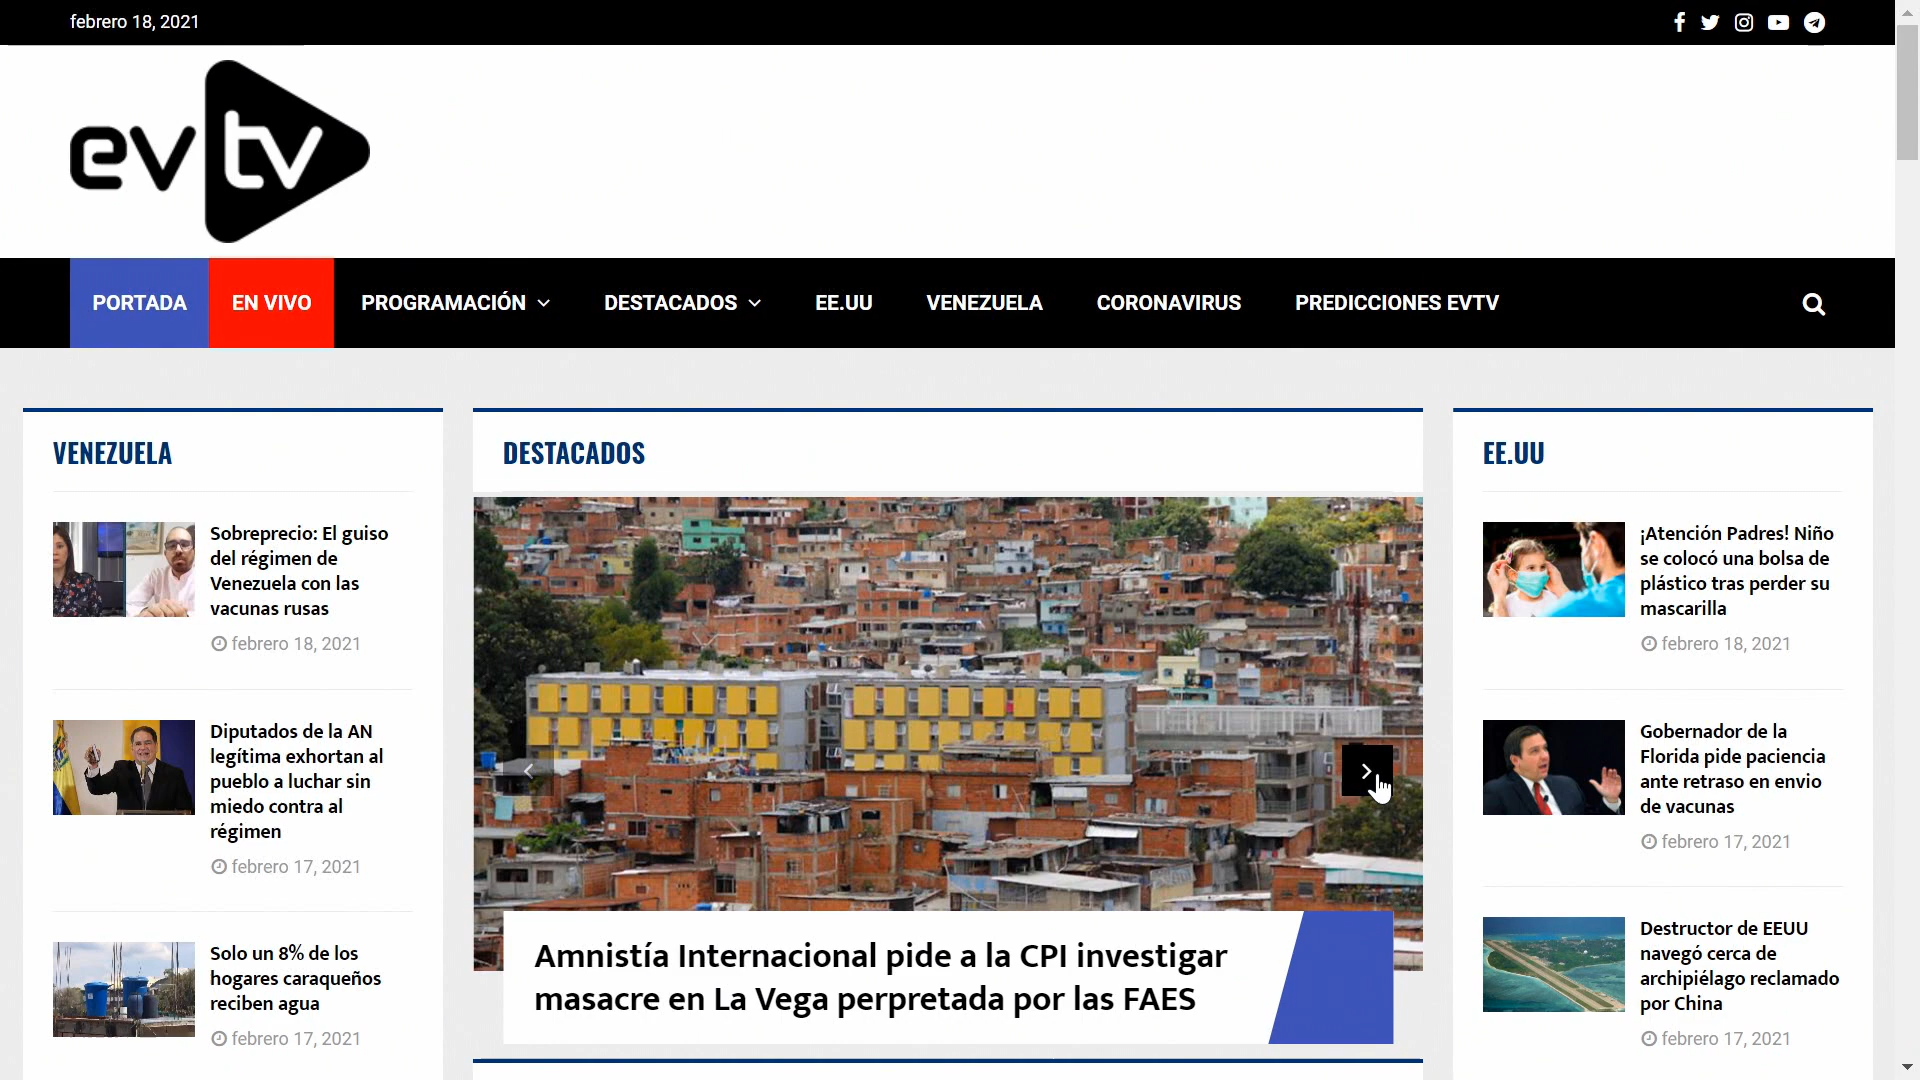 febrero 18, 2021
evtv
PORTADA
EN VIVO
PROGRAMACIÓN
DESTACADOS
EE.UU
VENEZUELA
CORONAVIRUS
PREDICCIONES EVTV
VENEZUELA
Sobreprecio: El guiso
del régimen de
Venezuela con las
vacunas rusas
febrero 18, 2021
Diputados de la AN
legítima exhortan al
pueblo a luchar sin
miedo contra al
régimen
febrero 17, 2021
Solo un 8% de los
hogares caraqueños
reciben agua
febrero 17, 2021
DESTACADOS
Amnistía Internacional pide a la CPI investigar
masacre en La Vega perpretada por las FAES
EE.UU
¡Atención Padres! Niño
se colocó una bolsa de
plástico tras perder su
mascarilla
febrero 18, 2021
Gobernador de la
Florida pide paciencia
ante retraso en envio
de vacunas
febrero 17, 2021
Destructor de EEUU
navegó cerca de
archipiélago reclamado
por China
febrero 17, 2021